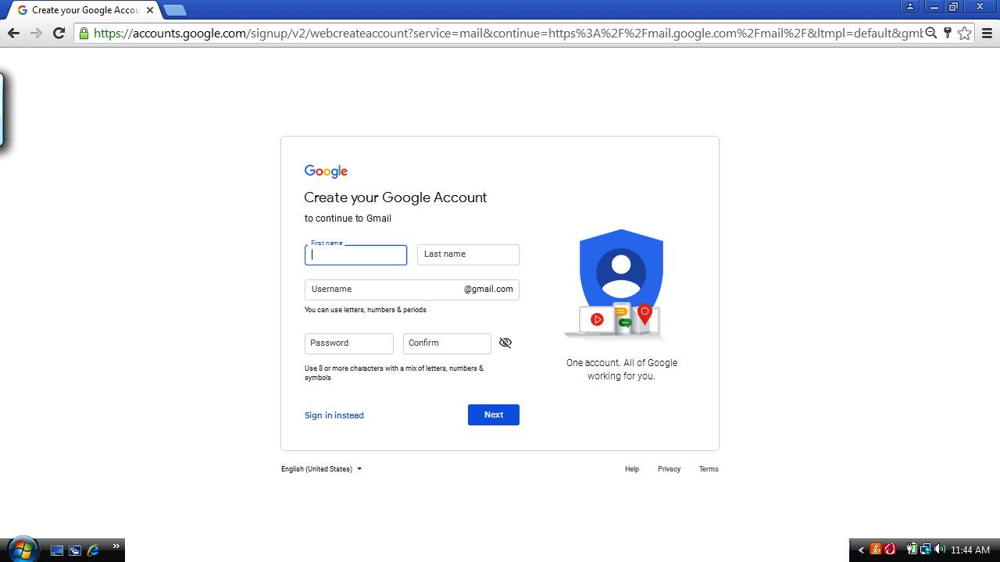 Create your Google Accou
https://accounts.google.com/signup/v2/webcreateaccount?service=mail&continue=https%3A%2F%2Fmail.google.com%2Fmail%2F&ltmpl=default&gmb
Google
Create your Google Account
to continue to Gmail
First name
Last name
Username @gmail.com
You can use letters, numbers & periods
Password Confirm
Use 8 or more characters with a mix of letters, numbers &
symbols
One account. All of Google
working for you.
Sign in instead Next
English (United States) Help Privacy Terms
11:44 AM